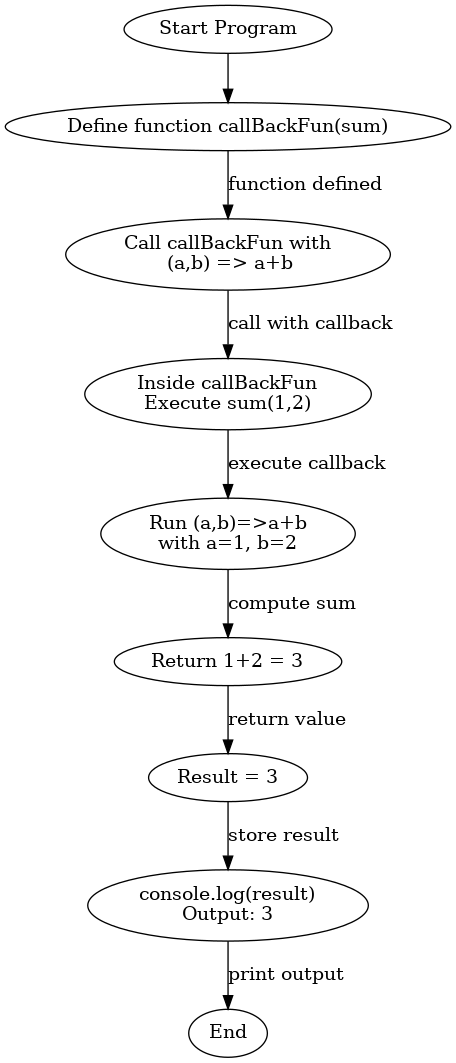 Start Program
Define function callBackFun(sum)
function defined
Call callBackFun with
(a,b) => a+b
call with callback
Inside callBackFun
Execute sum(1,2)
execute callback
Run (a,b)=>a+b
with a=1, b=2
compute sum
Return 1+2 = 3
return value
Result = 3
store result
console.log(result)
Output: 3
print output
End